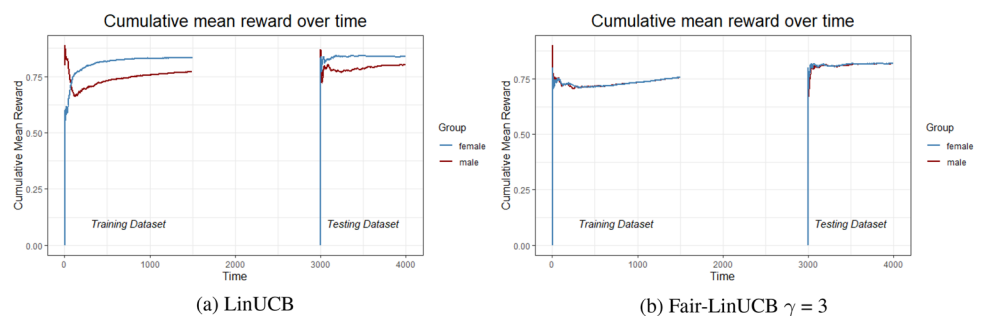 Cumulative mean reward over time
Cumulative Mean Reward
0.75
0.50
0.25
0.00
Training Dataset
Testing Dataset
0
1000
2000
3000
4000
Time
Group
female
male
(a) LinUCB
Cumulative mean reward over time
Cumulative Mean Reward
0.75
0.50
0.25
0.00
Training Dataset
Testing Dataset
0
1000
2000
3000
4000
Time
Group
female
male
(b) Fair-LinUCB γ = 3